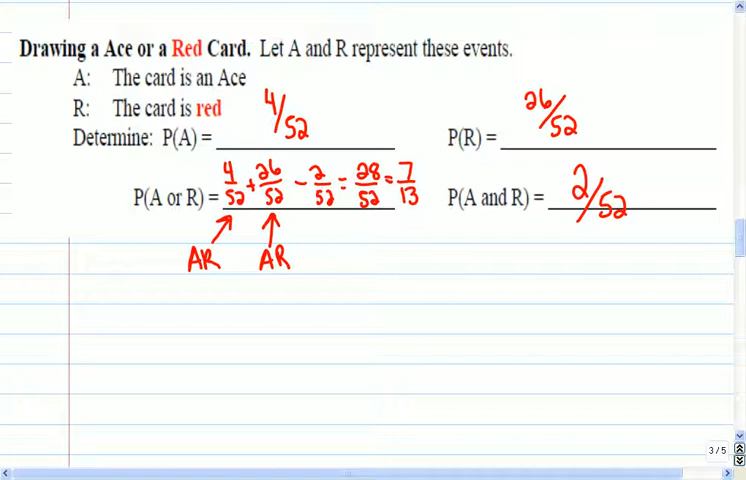 Drawing a Ace or a Red Card. Let A and R represent these events.
A: The card is an Ace
R: The card is red
Determine: P(A) = 4/52 P(R) = 26/52
P(A or R) = 4/52 + 26/52 - 2/52 = 28/52 = 7/13 P(A and R) = 2/52
AR AR
3/5